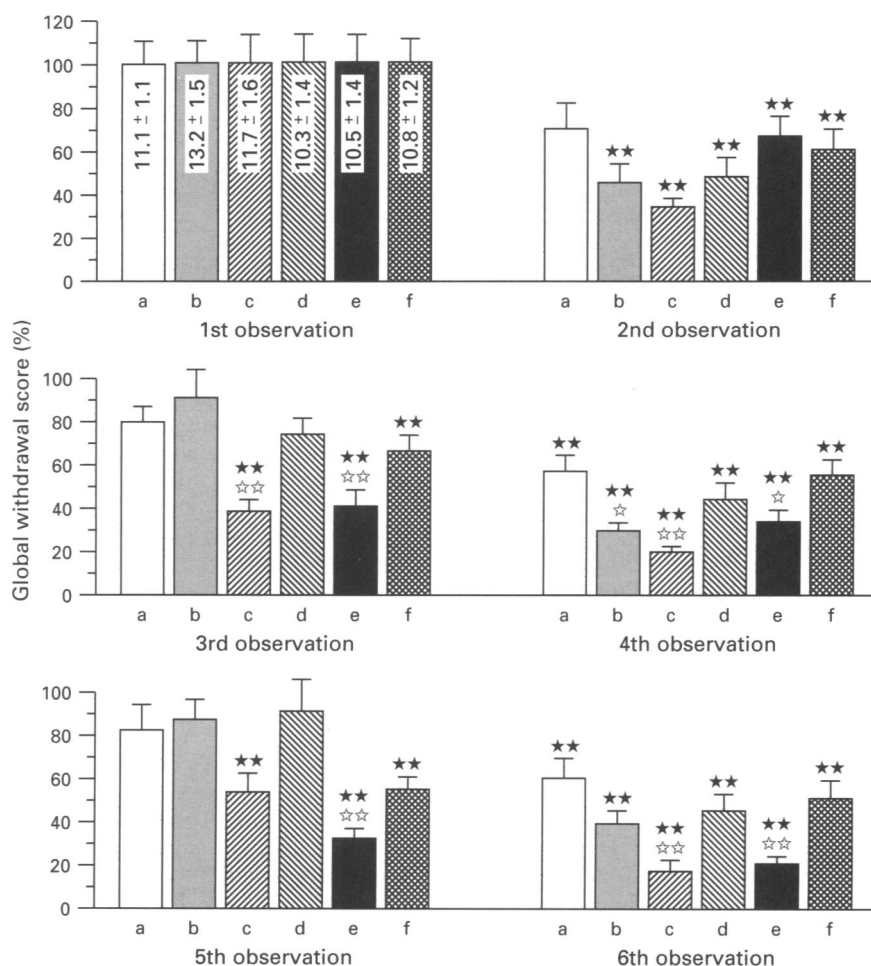 Global withdrawal score (%)
120
100
80
60
40
20
0
11.1 ± 1.1
13.2 ± 1.5
11.7 ± 1.6
10.3 ± 1.4
10.5 ± 1.4
10.8 ± 1.2
a b c d e f
1st observation
★★ ★★ ★★ ★★ ★★
a b c d e f
2nd observation
100
80
60
40
20
0
★★ ★★ ★★
☆☆ ☆☆
a b c d e f
3rd observation
★★ ★★ ★★ ★★ ★★ ★★
☆ ☆☆ ☆
a b c d e f
4th observation
100
80
60
40
20
0
★★ ★★ ★★
☆☆
a b c d e f
5th observation
★★ ★★ ★★ ★★ ★★ ★★
☆☆ ☆☆
a b c d e f
6th observation